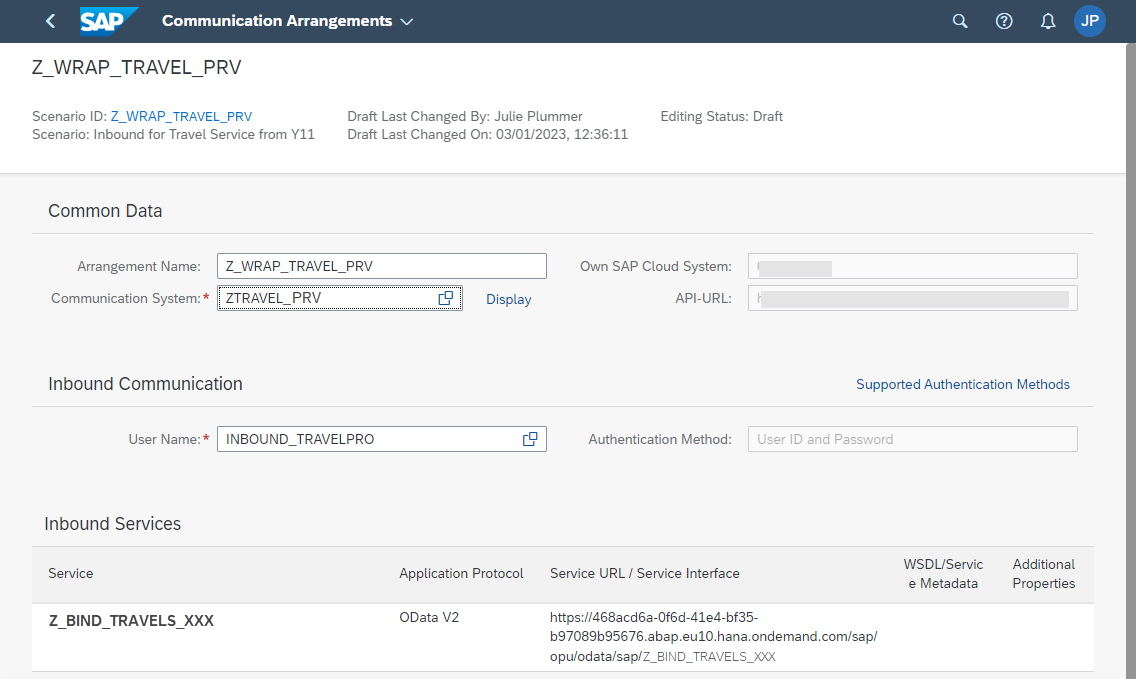 SAP Communication Arrangements JP
Z_WRAP_TRAVEL_PRV
Scenario ID: Z_WRAP_TRAVEL_PRV Draft Last Changed By: Julie Plummer Editing Status: Draft
Scenario: Inbound for Travel Service from Y11 Draft Last Changed On: 03/01/2023, 12:36:11
Common Data
Arrangement Name: Z_WRAP_TRAVEL_PRV Own SAP Cloud System:
Communication System:* ZTRAVEL_PRV Display API-URL:
Inbound Communication Supported Authentication Methods
User Name:* INBOUND_TRAVELPRO Authentication Method: User ID and Password
Inbound Services
Service Application Protocol Service URL / Service Interface WSDL/Servic
e Metadata Additional
Properties
Z_BIND_TRAVELS_XXX OData V2 https://468acd6a-0f6d-41e4-bf35-
b97089b95676.abap.eu10.hana.ondemand.com/sap/
opu/odata/sap/Z_BIND_TRAVELS_XXX